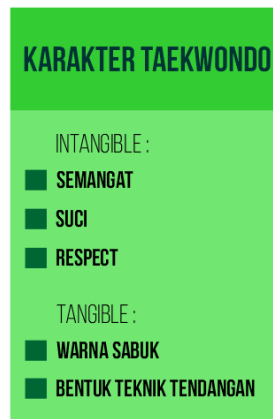 KARAKTER TAEKWONDO
INTANGIBLE :
SEMANGAT
SUCI
RESPECT
TANGIBLE :
WARNA SABUK
BENTUK TEKNIK TENDANGAN